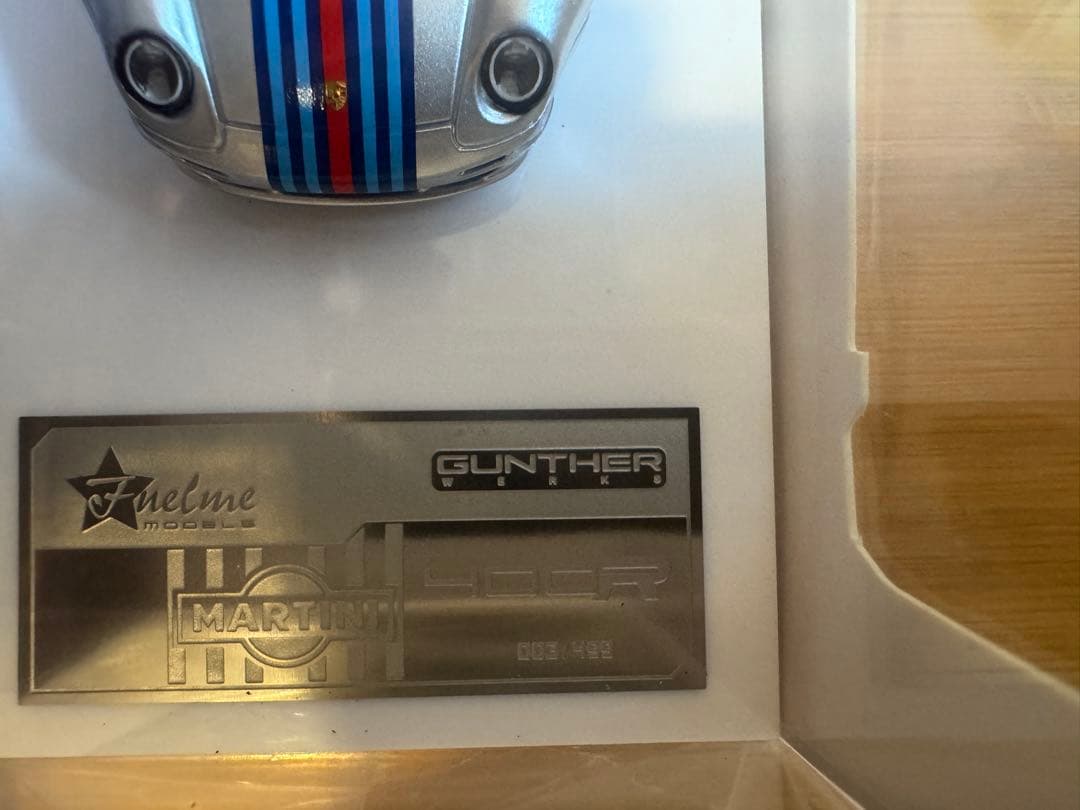 Fuelme
MODELS
GUNTHER
WERKS
MARTINI
400R
003/499